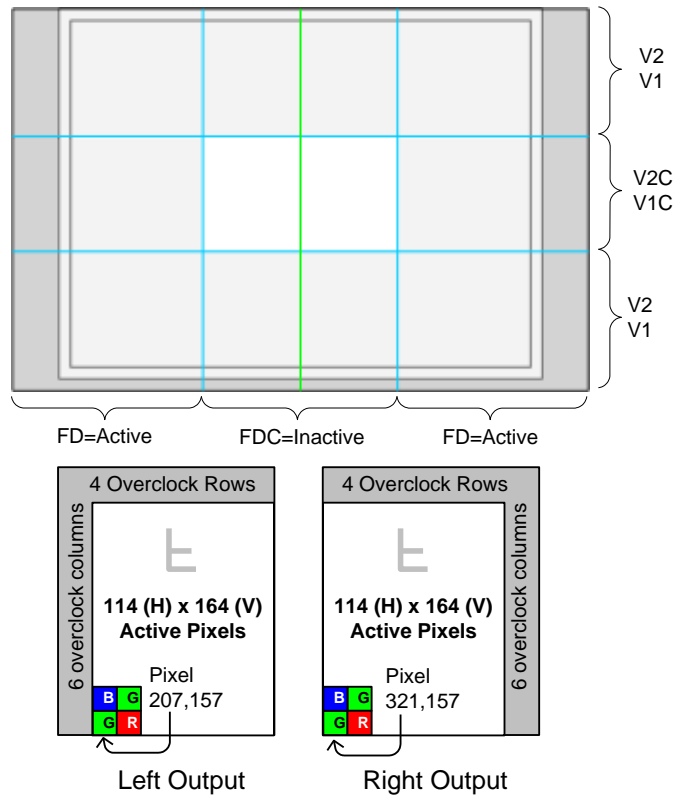 V2
V1
V2C
V1C
V2
V1
FD=Active
FDC=Inactive
FD=Active
4 Overclock Rows
6 overclock columns
F
114 (H) x 164 (V)
Active Pixels
Pixel
207,157
B G
G R
Left Output
4 Overclock Rows
6 overclock columns
F
114 (H) x 164 (V)
Active Pixels
Pixel
321,157
B G
G R
Right Output